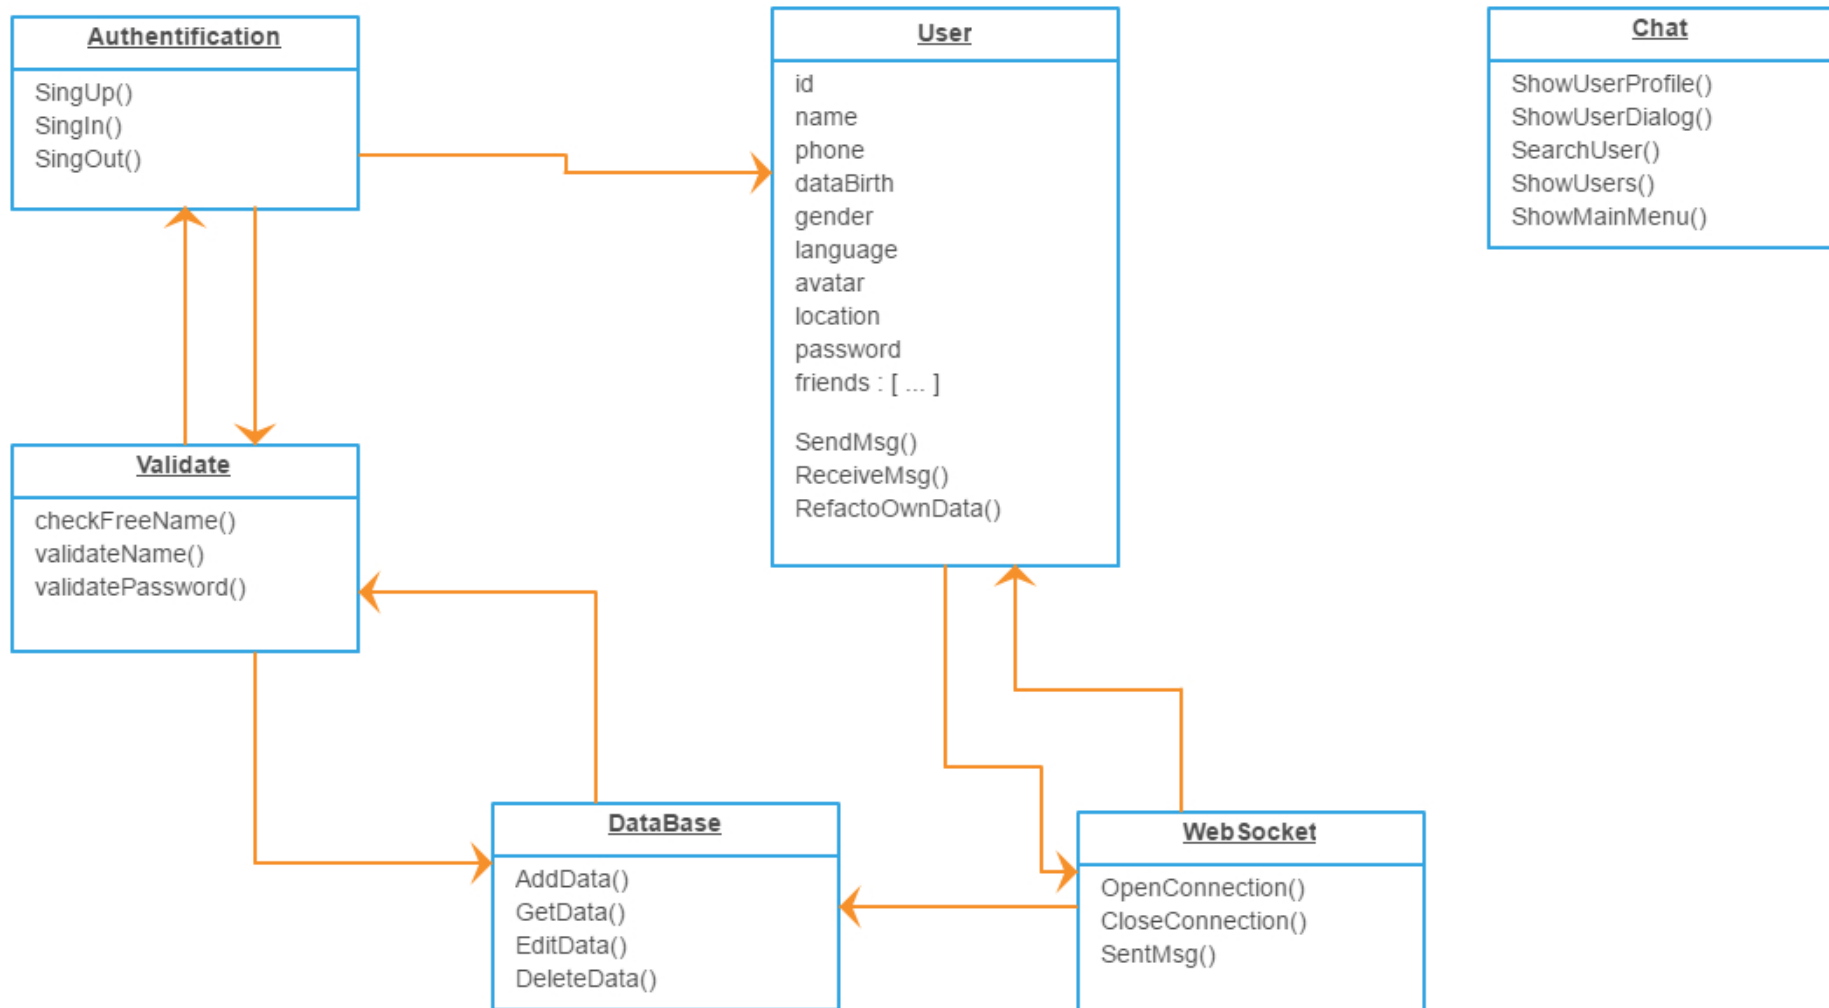 Authentification
SingUp()
SingIn()
SingOut()
User
id
name
phone
dataBirth
gender
language
avatar
location
password
friends : [ ... ]
SendMsg()
ReceiveMsg()
RefactoOwnData()
Chat
ShowUserProfile()
ShowUserDialog()
SearchUser()
ShowUsers()
ShowMainMenu()
Validate
checkFreeName()
validateName()
validatePassword()
DataBase
AddData()
GetData()
EditData()
DeleteData()
WebSocket
OpenConnection()
CloseConnection()
SentMsg()